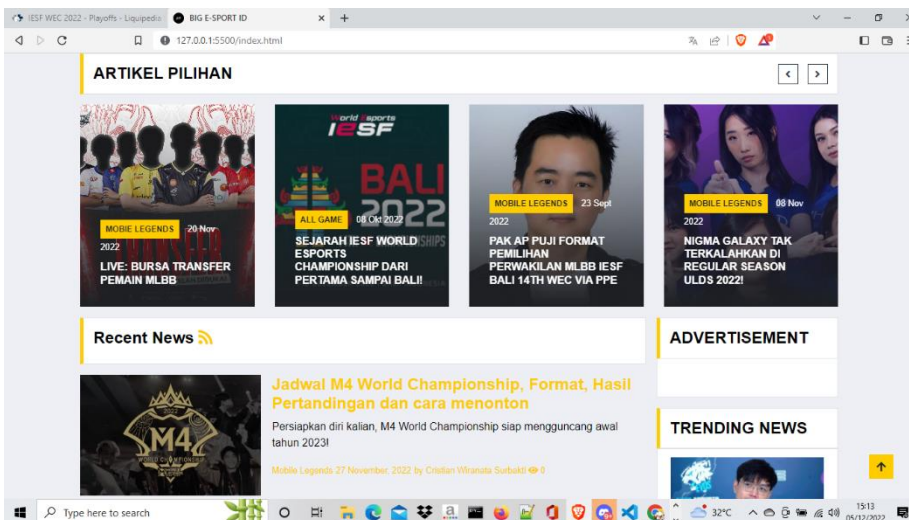 IESF WEC 2022 - Playoffs - Liquipedia
BIG E-SPORT ID
127.0.0.1:5500/index.html
ARTIKEL PILIHAN
World Esports
IESF
BALI
2022
MOBIE LEGENDS 20 Nov
2022
LIVE: BURSA TRANSFER
PEMAIN MLBB
ALL GAME 08 Okt 2022
SEJARAH IESF WORLD
ESPORTS
CHAMPIONSHIP DARI
PERTAMA SAMPAI BALI!
MOBILE LEGENDS 23 Sept
2022
PAK AP PUJI FORMAT
PEMILIHAN
PERWAKILAN MLBB IESF
BALI 14TH WEC VIA PPE
MOBILE LEGENDS 08 Nov
2022
NIGMA GALAXY TAK
TERKALAHKAN DI
REGULAR SEASON
ULDS 2022!
Recent News
ADVERTISEMENT
2022
M4
WORLD CHAMPIONSHIP
Jadwal M4 World Championship, Format, Hasil
Pertandingan dan cara menonton
Persiapkan diri kalian, M4 World Championship siap mengguncang awal
tahun 2023!
Mobile Legends 27 November, 2022 by Cristian Wiranata Surbakti 0
TRENDING NEWS
Type here to search
32°C
15:13
05/12/2022